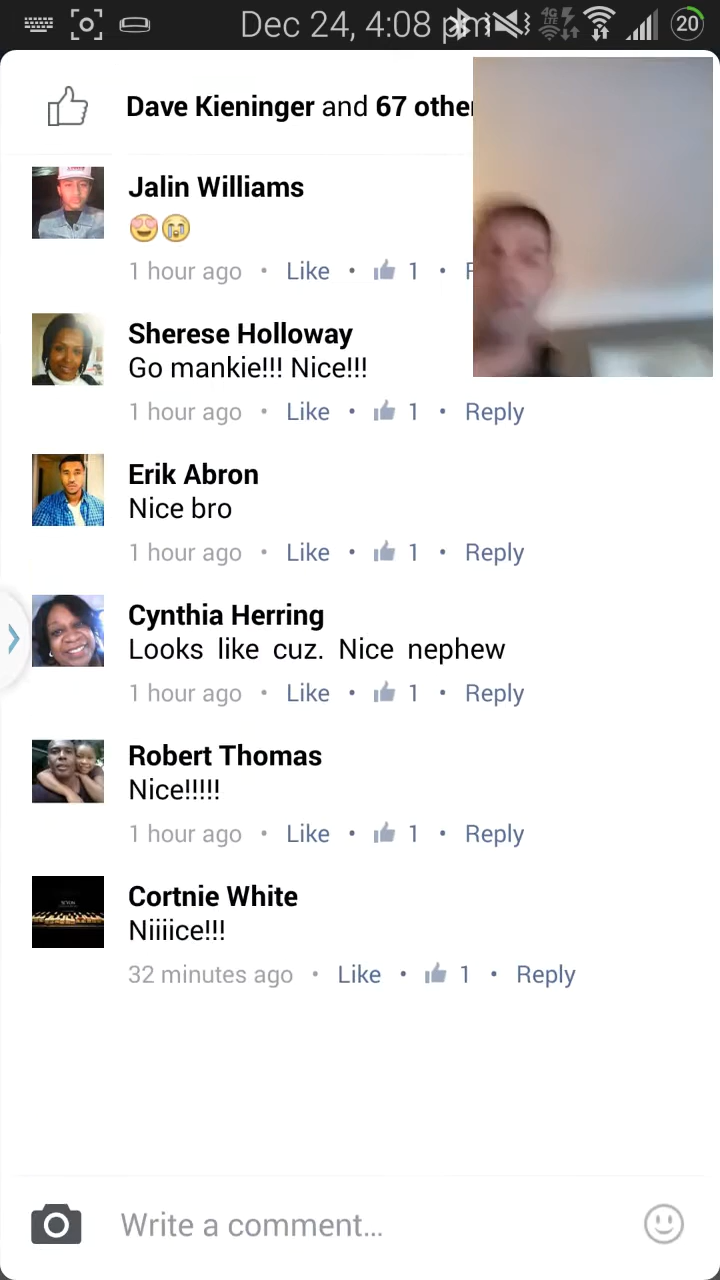 Dec 24, 4:08 pm 4G LTE 20
Dave Kieninger and 67 other
Jalin Williams
😍😭
1 hour ago • Like • 1 •
Sherese Holloway
Go mankie!!! Nice!!!
1 hour ago • Like • 1 • Reply
Erik Abron
Nice bro
1 hour ago • Like • 1 • Reply
Cynthia Herring
Looks like cuz. Nice nephew
1 hour ago • Like • 1 • Reply
Robert Thomas
Nice!!!!!
1 hour ago • Like • 1 • Reply
Cortnie White
Niiiice!!!
32 minutes ago • Like • 1 • Reply
Write a comment...